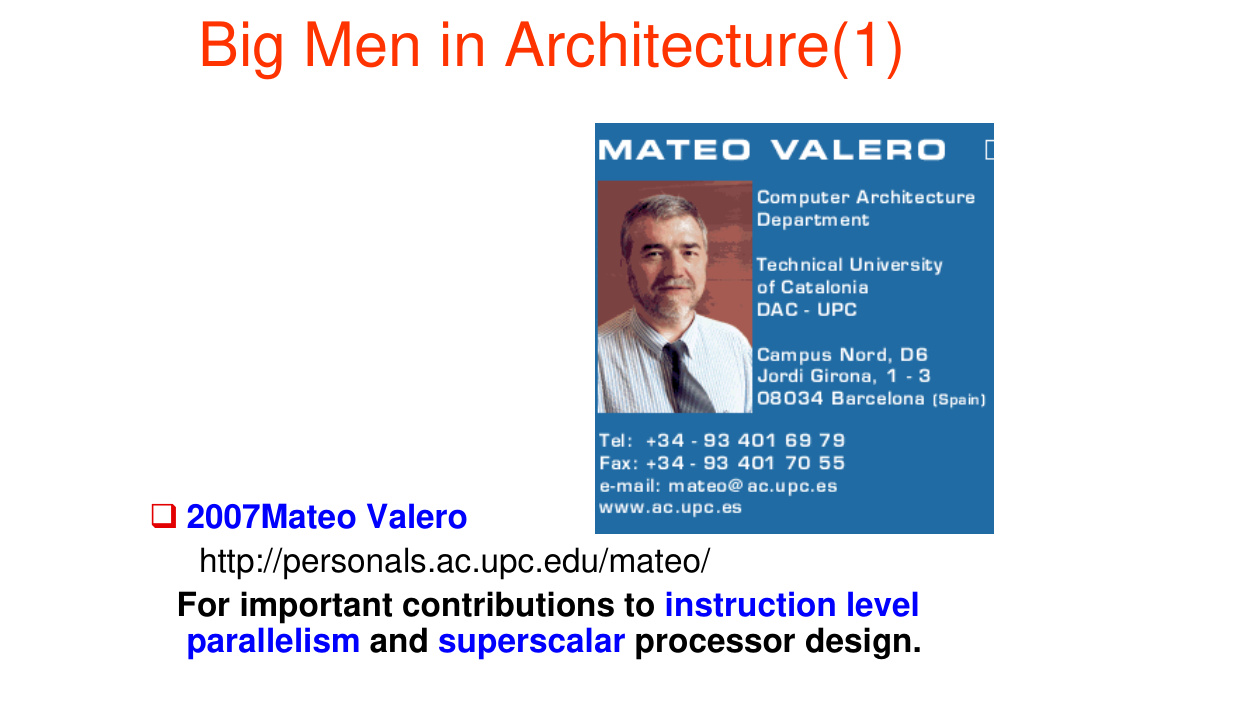 Big Men in Architecture(1)
MATEO VALERO
Computer Architecture
Department
Technical University
of Catalonia
DAC - UPC
Campus Nord, D6
Jordi Girona, 1 - 3
08034 Barcelona (Spain)
Tel: +34 - 93 401 69 79
Fax: +34 - 93 401 70 55
e-mail: mateo@ac.upc.es
www.ac.upc.es
2007Mateo Valero
http://personals.ac.upc.edu/mateo/
For important contributions to instruction level
parallelism and superscalar processor design.